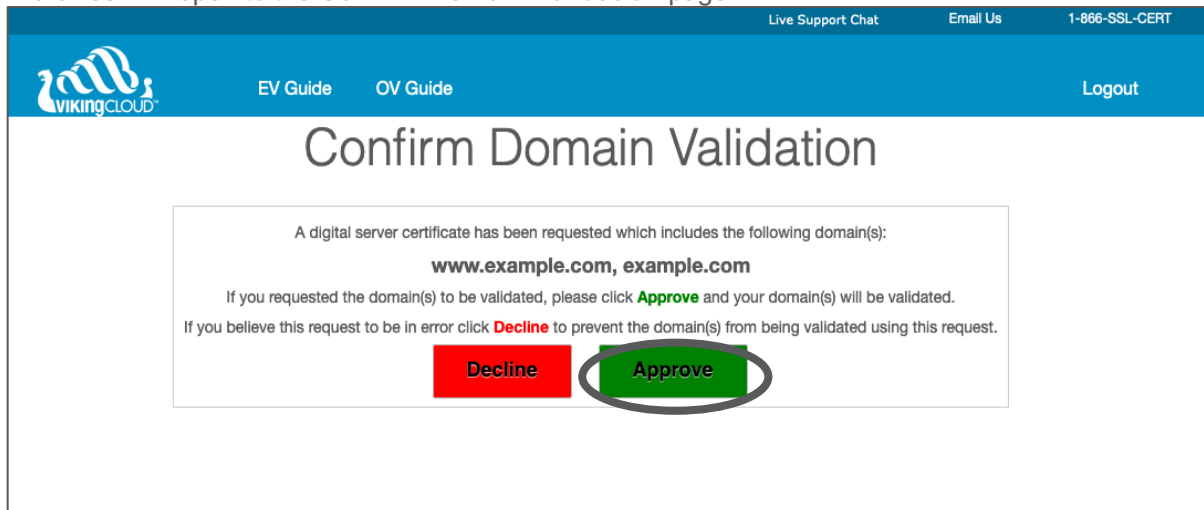 Live Support Chat Email Us 1-866-SSL-CERT
VIKINGCLOUD™ EV Guide OV Guide Logout
Confirm Domain Validation
A digital server certificate has been requested which includes the following domain(s):
www.example.com, example.com
If you requested the domain(s) to be validated, please click Approve and your domain(s) will be validated.
If you believe this request to be in error click Decline to prevent the domain(s) from being validated using this request.
Decline Approve